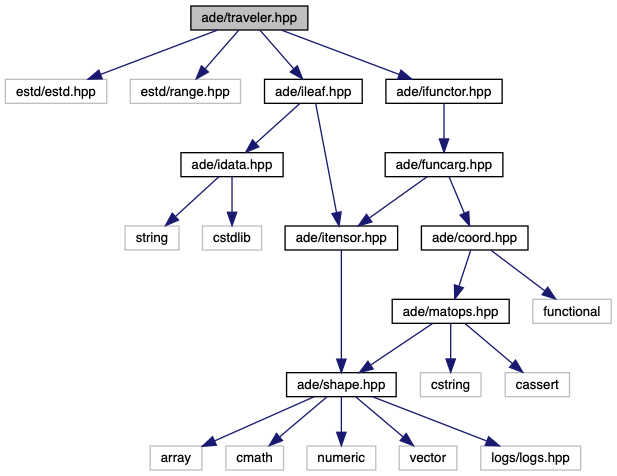 ade/traveler.hpp
estd/estd.hpp
estd/range.hpp
ade/ileaf.hpp
ade/ifunctor.hpp
ade/idata.hpp
ade/funcarg.hpp
string
cstdlib
ade/itensor.hpp
ade/coord.hpp
ade/matops.hpp
functional
ade/shape.hpp
cstring
cassert
array
cmath
numeric
vector
logs/logs.hpp